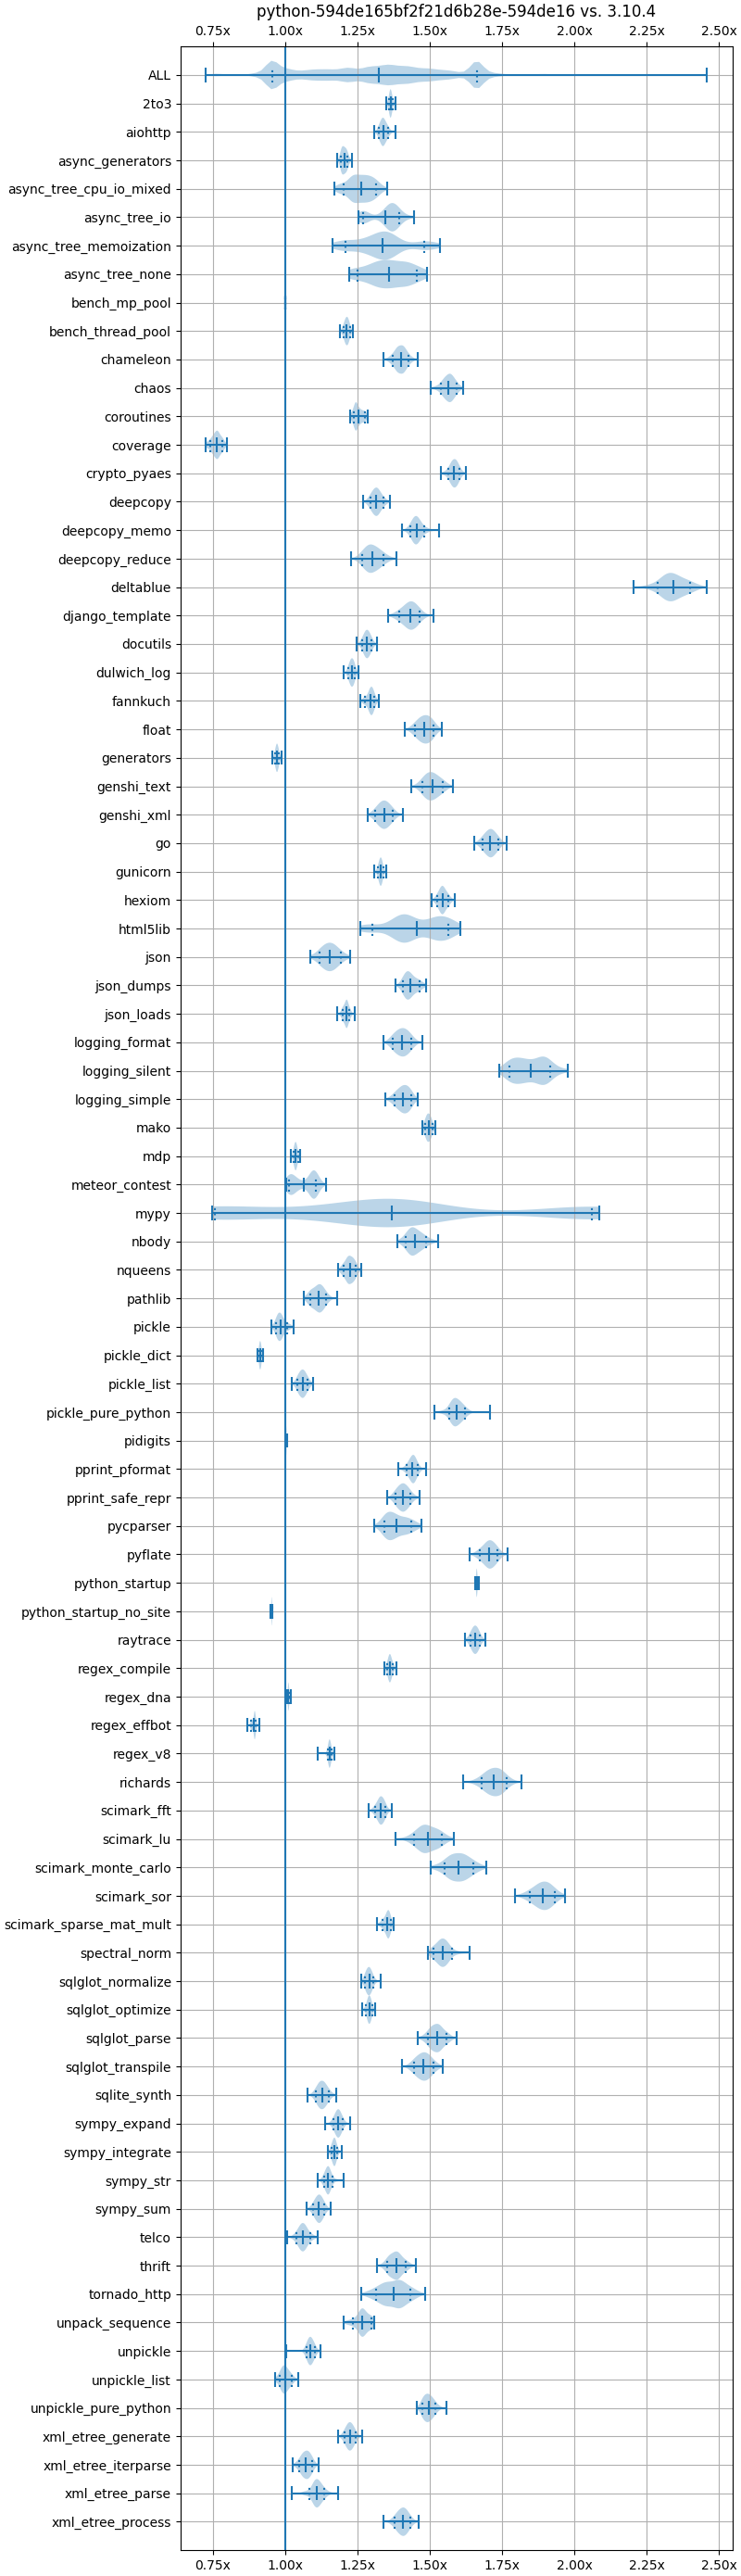 python-594de165bf2f21d6b28e-594de16 vs. 3.10.4
0.75x 1.00x 1.25x 1.50x 1.75x 2.00x 2.25x 2.50x
ALL
2to3
aiohttp
async_generators
async_tree_cpu_io_mixed
async_tree_io
async_tree_memoization
async_tree_none
bench_mp_pool
bench_thread_pool
chameleon
chaos
coroutines
coverage
crypto_pyaes
deepcopy
deepcopy_memo
deepcopy_reduce
deltablue
django_template
docutils
dulwich_log
fannkuch
float
generators
genshi_text
genshi_xml
go
gunicorn
hexiom
html5lib
json
json_dumps
json_loads
logging_format
logging_silent
logging_simple
mako
mdp
meteor_contest
mypy
nbody
nqueens
pathlib
pickle
pickle_dict
pickle_list
pickle_pure_python
pidigits
pprint_pformat
pprint_safe_repr
pycparser
pyflate
python_startup
python_startup_no_site
raytrace
regex_compile
regex_dna
regex_effbot
regex_v8
richards
scimark_fft
scimark_lu
scimark_monte_carlo
scimark_sor
scimark_sparse_mat_mult
spectral_norm
sqlglot_normalize
sqlglot_optimize
sqlglot_parse
sqlglot_transpile
sqlite_synth
sympy_expand
sympy_integrate
sympy_str
sympy_sum
telco
thrift
tornado_http
unpack_sequence
unpickle
unpickle_list
unpickle_pure_python
xml_etree_generate
xml_etree_iterparse
xml_etree_parse
xml_etree_process
0.75x 1.00x 1.25x 1.50x 1.75x 2.00x 2.25x 2.50x